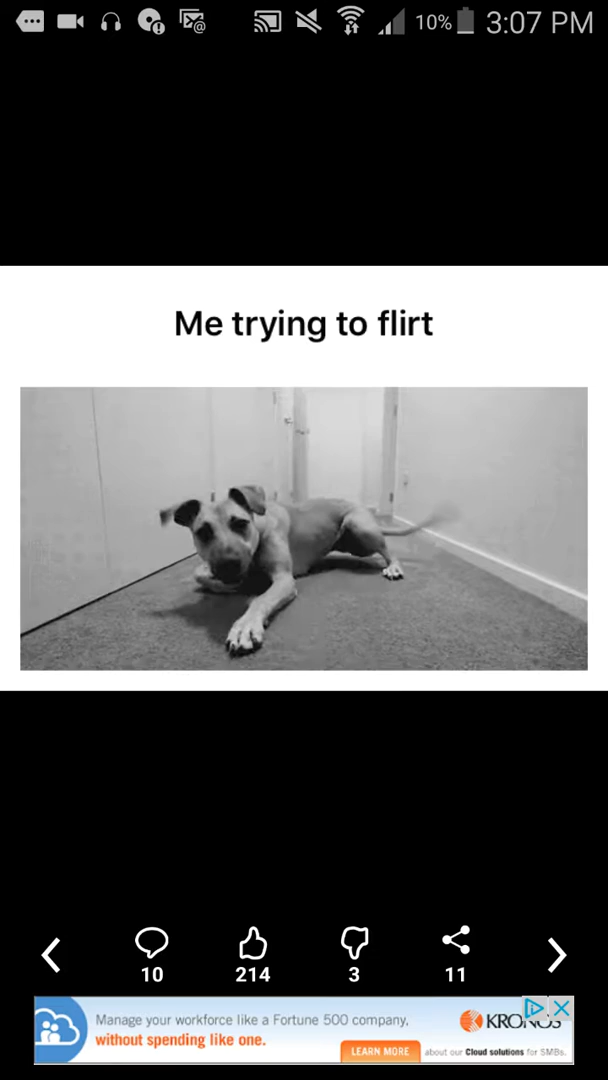 10% 3:07 PM
Me trying to flirt
10 214 3 11
Manage your workforce like a Fortune 500 company,
without spending like one.
KRONOS
LEARN MORE about our Cloud solutions for SMBs.